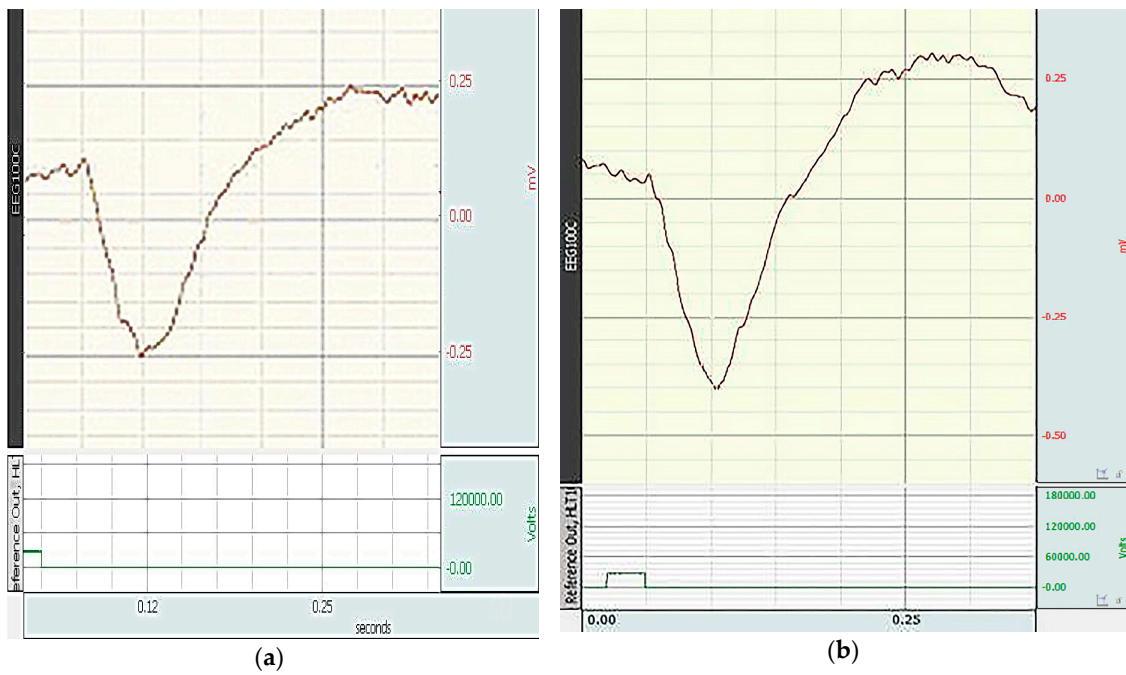 EEG100C
0.25
0.00
-0.25
mV
eference Out, HL
120000.00
-0.00
Volts
0.12
0.25
seconds
(a)
EEG100C
0.25
0.00
-0.25
-0.50
mV
Reference Out, HLT1
180000.00
120000.00
60000.00
-0.00
Volts
0.00
0.25
(b)